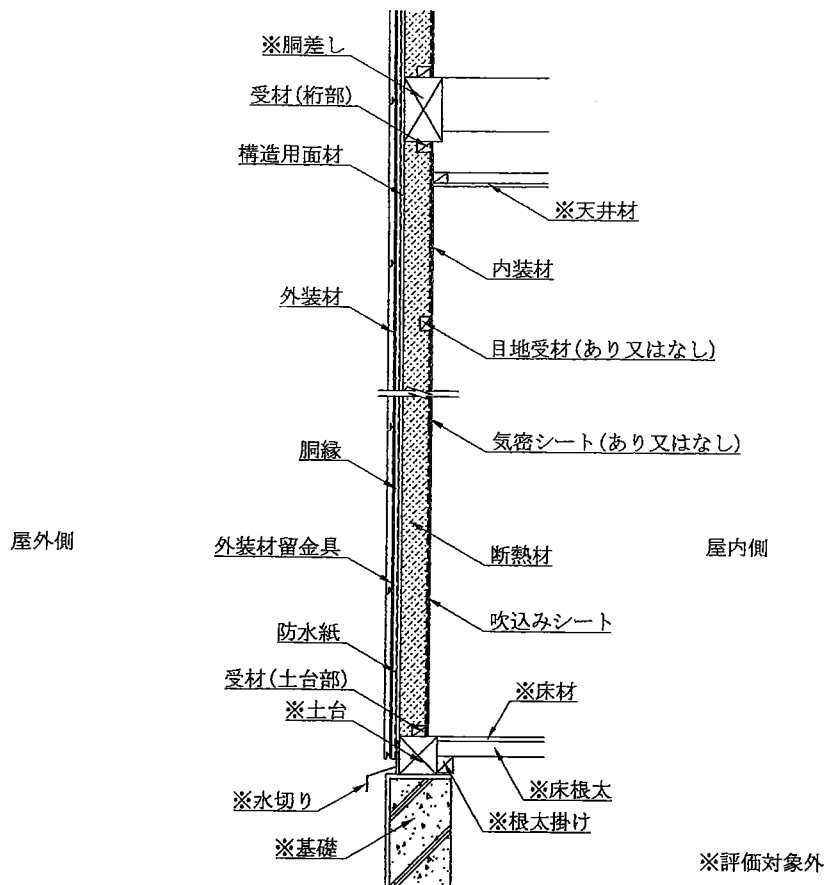 ※胴差し
受材(桁部)
構造用面材
※天井材
内装材
外装材
目地受材(あり又はなし)
気密シート(あり又はなし)
胴縁
屋外側
外装材留金具
断熱材
屋内側
吹込みシート
防水紙
受材(土台部)
※床材
※土台
※水切り
※床根太
※根太掛け
※基礎
※評価対象外